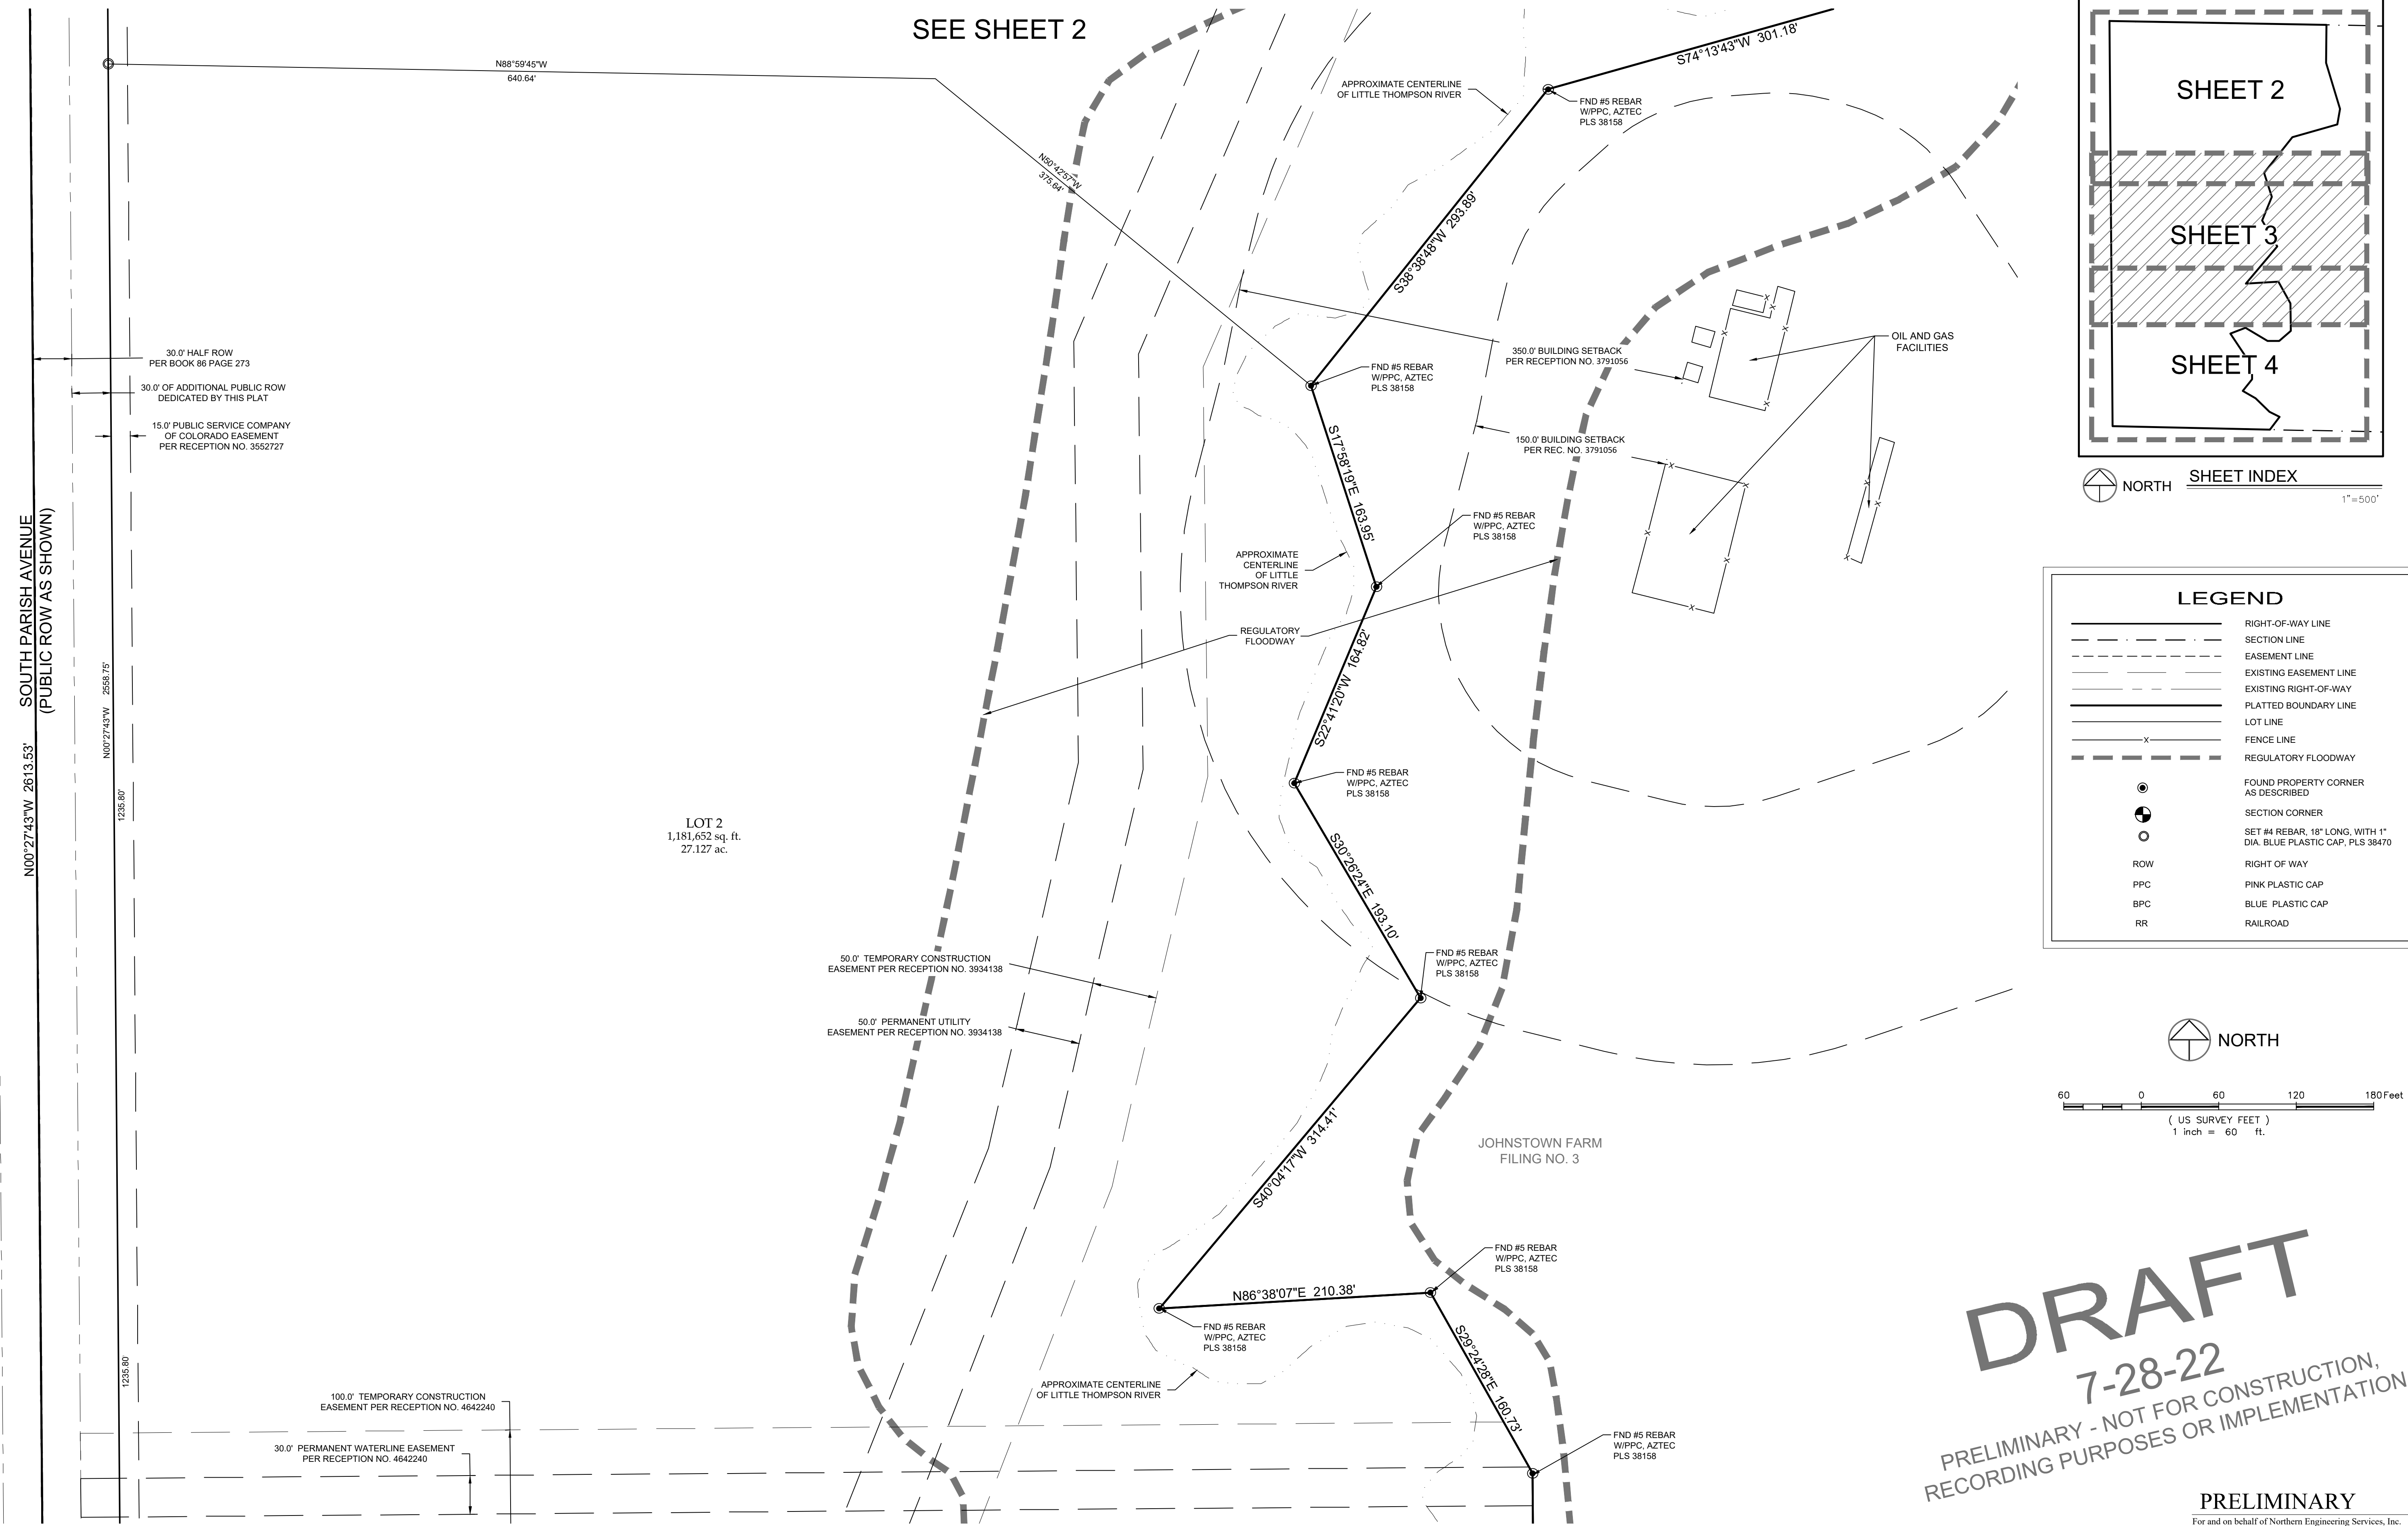 SEE SHEET 2
N88°59'45"W
640.64'
N50°42'57"W
375.64'
APPROXIMATE CENTERLINE
OF LITTLE THOMPSON RIVER
S74°13'43"W 301.18'
FND #5 REBAR
W/PPC, AZTEC
PLS 38158
S38°38'48"W 293.89'
30.0' HALF ROW
PER BOOK 86 PAGE 273
30.0' OF ADDITIONAL PUBLIC ROW
DEDICATED BY THIS PLAT
15.0' PUBLIC SERVICE COMPANY
OF COLORADO EASEMENT
PER RECEPTION NO. 3552727
350.0' BUILDING SETBACK
PER RECEPTION NO. 3791056
OIL AND GAS
FACILITIES
FND #5 REBAR
W/PPC, AZTEC
PLS 38158
150.0' BUILDING SETBACK
PER REC. NO. 3791056
S17°58'19"E 163.95'
FND #5 REBAR
W/PPC, AZTEC
PLS 38158
APPROXIMATE
CENTERLINE
OF LITTLE
THOMPSON RIVER
REGULATORY
FLOODWAY
S22°41'20"W 164.82'
SOUTH PARISH AVENUE
(PUBLIC ROW AS SHOWN)
N00°27'43"W 2613.53'
N00°27'43"W 2558.75'
1235.80'
FND #5 REBAR
W/PPC, AZTEC
PLS 38158
LOT 2
1,181,652 sq. ft.
27.127 ac.
S30°26'24"E 193.10'
50.0' TEMPORARY CONSTRUCTION
EASEMENT PER RECEPTION NO. 3934138
FND #5 REBAR
W/PPC, AZTEC
PLS 38158
50.0' PERMANENT UTILITY
EASEMENT PER RECEPTION NO. 3934138
S40°04'17"W 314.41'
JOHNSTOWN FARM
FILING NO. 3
FND #5 REBAR
W/PPC, AZTEC
PLS 38158
N86°38'07"E 210.38'
FND #5 REBAR
W/PPC, AZTEC
PLS 38158
S29°24'28"E 160.73'
1235.80'
APPROXIMATE CENTERLINE
OF LITTLE THOMPSON RIVER
100.0' TEMPORARY CONSTRUCTION
EASEMENT PER RECEPTION NO. 4642240
30.0' PERMANENT WATERLINE EASEMENT
PER RECEPTION NO. 4642240
FND #5 REBAR
W/PPC, AZTEC
PLS 38158
X X X X X X X X X X X X X X
SHEET 2
SHEET 3
SHEET 4
NORTH
SHEET INDEX
1"=500'
LEGEND
RIGHT-OF-WAY LINE
SECTION LINE
EASEMENT LINE
EXISTING EASEMENT LINE
EXISTING RIGHT-OF-WAY
PLATTED BOUNDARY LINE
LOT LINE
X FENCE LINE
REGULATORY FLOODWAY
FOUND PROPERTY CORNER
AS DESCRIBED
SECTION CORNER
SET #4 REBAR, 18" LONG, WITH 1"
DIA. BLUE PLASTIC CAP, PLS 38470
ROW RIGHT OF WAY
PPC PINK PLASTIC CAP
BPC BLUE PLASTIC CAP
RR RAILROAD
NORTH
60 0 60 120 180 Feet
( US SURVEY FEET )
1 inch = 60 ft.
DRAFT
7-28-22
PRELIMINARY - NOT FOR CONSTRUCTION,
RECORDING PURPOSES OR IMPLEMENTATION
PRELIMINARY
For and on behalf of Northern Engineering Services, Inc.